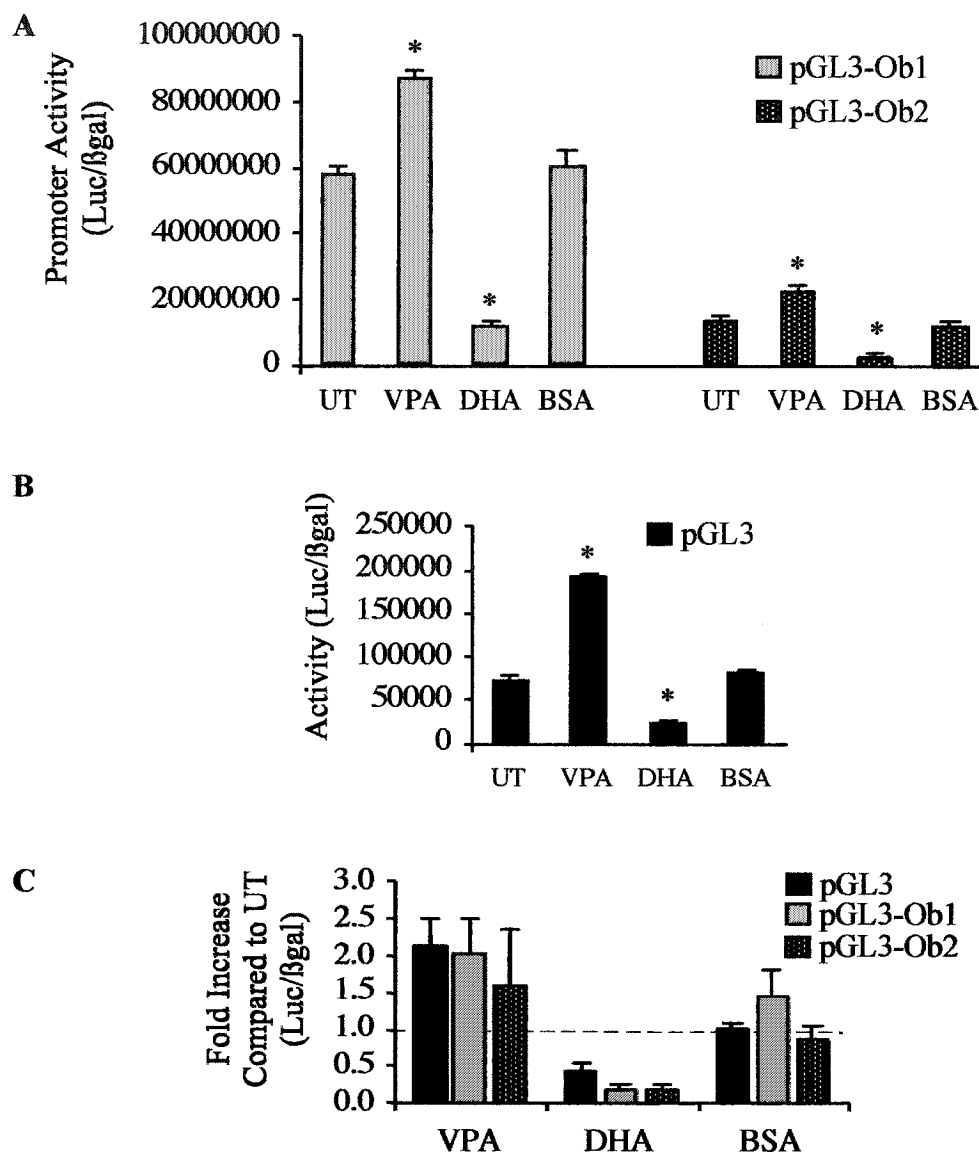 A
Promoter Activity
(Luc/ßgal)
100000000
80000000
60000000
40000000
20000000
0
*
*
*
*
pGL3-Ob1
pGL3-Ob2
UT VPA DHA BSA UT VPA DHA BSA
B
Activity (Luc/ßgal)
250000
200000
150000
100000
50000
0
*
*
pGL3
UT VPA DHA BSA
C
Fold Increase
Compared to UT
(Luc/ßgal)
3.0
2.5
2.0
1.5
1.0
0.5
0.0
pGL3
pGL3-Ob1
pGL3-Ob2
VPA DHA BSA